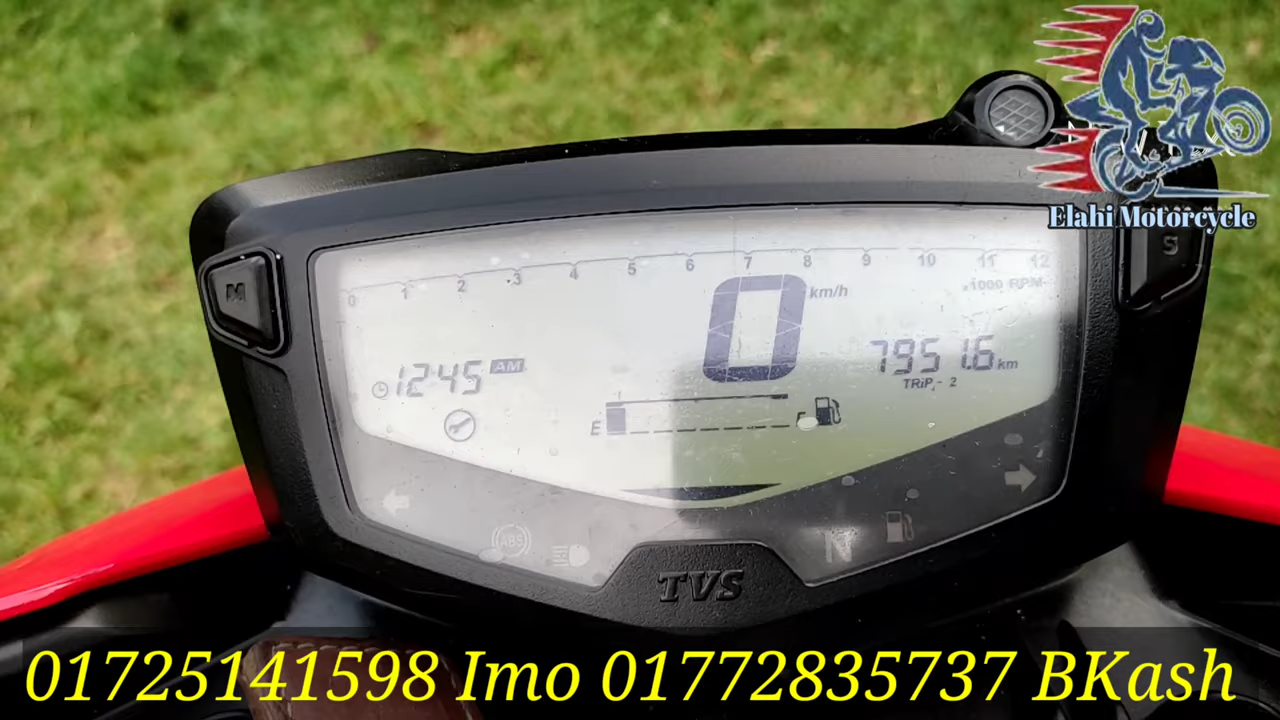 Elahi Motorcycle
M
S
0 1 2 3 4 5 6 7 8 9 10 11 12
x1000 RPM
0 km/h
12:45 AM
7951.6 km
TRiP - 2
E F
ABS
N
TVS
01725141598 Imo 01772835737 BKash